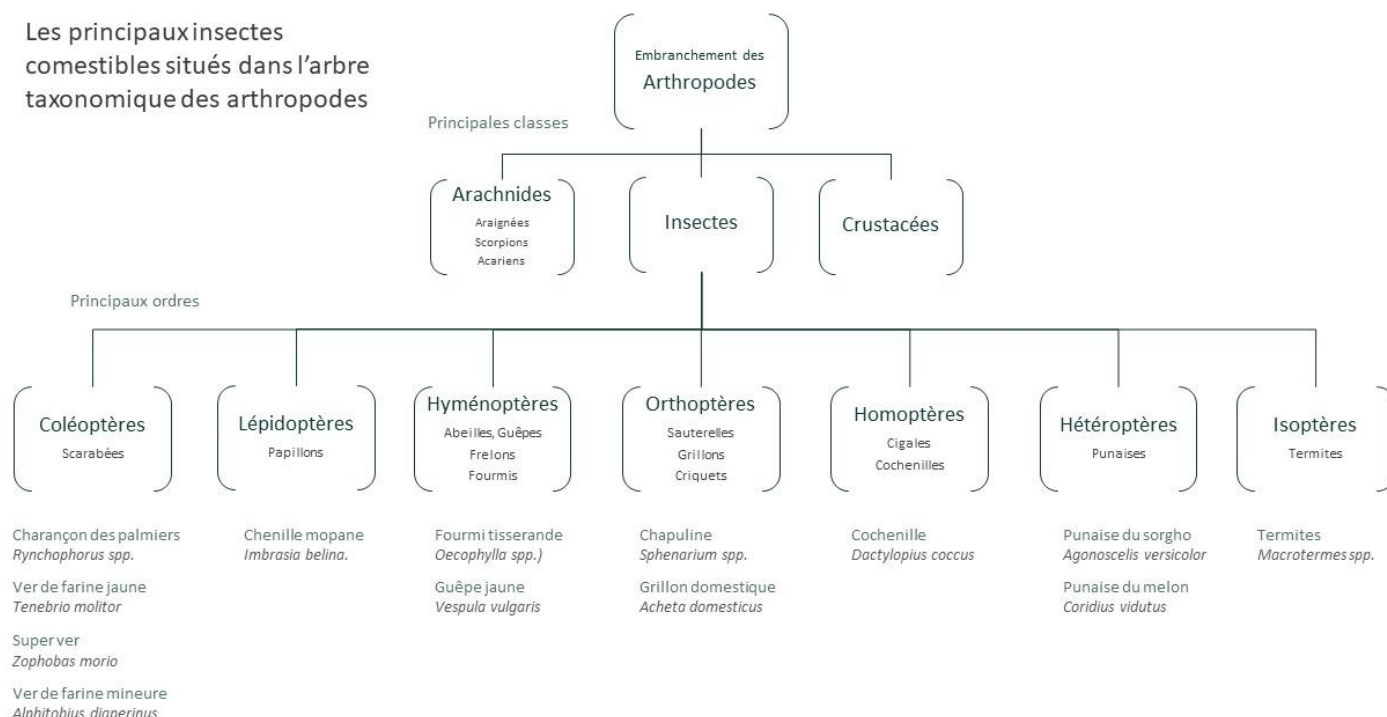 Les principaux insectes
comestibles situés dans l'arbre
taxonomique des arthropodes
Embranchement des
Arthropodes
Principales classes
Arachnides
Araignées
Scorpions
Acariens
Insectes
Crustacées
Principaux ordres
Coléoptères
Scarabées
Lépidoptères
Papillons
Hyménoptères
Abeilles, Guêpes
Frelons
Fourmis
Orthoptères
Sauterelles
Grillons
Criquets
Homoptères
Cigales
Cochenilles
Hétéroptères
Punaises
Isoptères
Termites
Charançon des palmiers
Rynchophorus spp.
Ver de farine jaune
Tenebrio molitor
Super ver
Zophobas morio
Ver de farine mineure
Alphitobius diaperinus
Chenille mopane
Imbrasia belina.
Fourmi tisserande
Oecophylla spp.)
Guêpe jaune
Vespula vulgaris
Chapuline
Sphenarium spp.
Grillon domestique
Acheta domesticus
Cochenille
Dactylopius coccus
Punaise du sorgho
Agonoscelis versicolor
Punaise du melon
Coridius vidutus
Termites
Macrotermes spp.